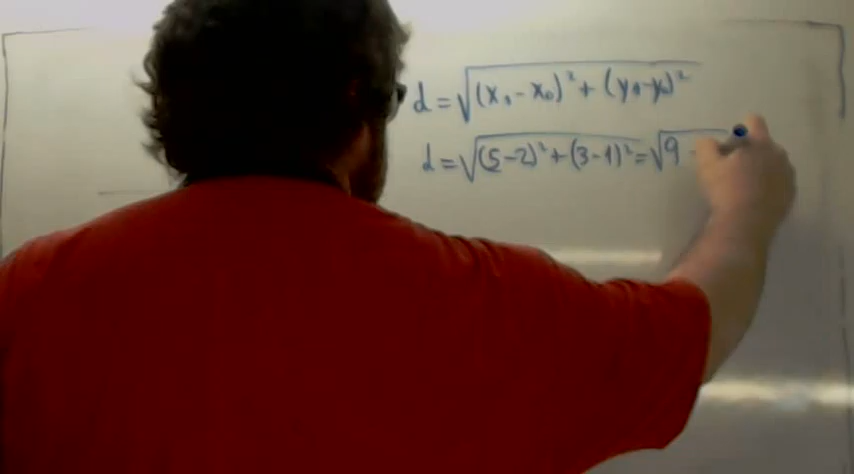 d = √(x₁ - x₀)² + (y₁ - y₀)²
d = √(5-2)² + (3-1)² = √9